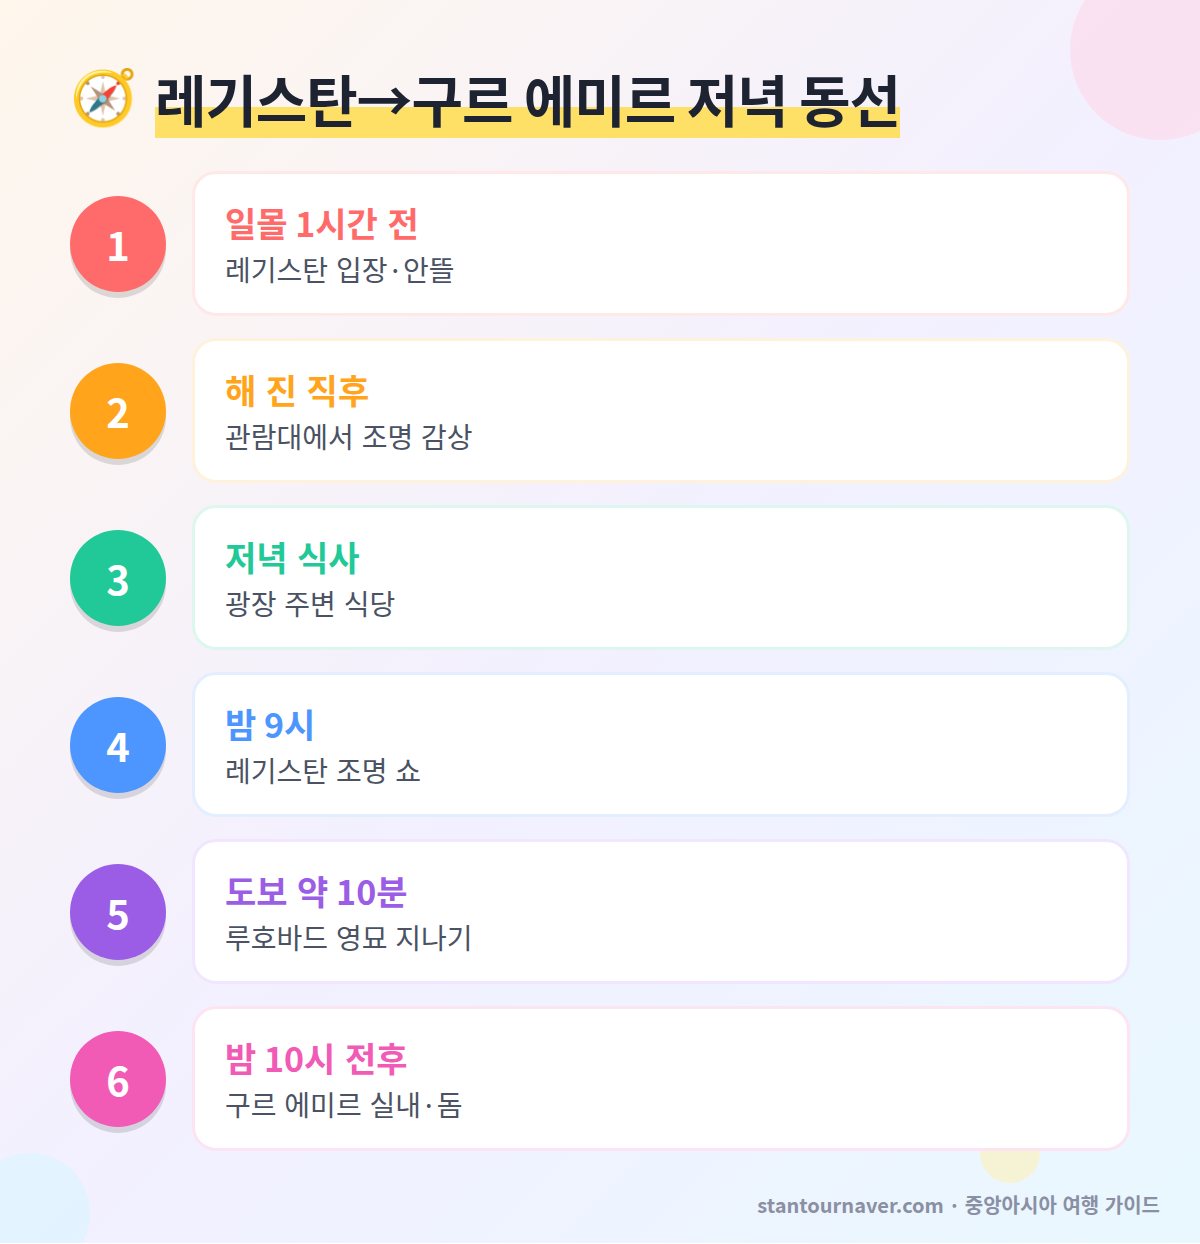 레기스탄→구르 에미르 저녁 동선
1
일몰 1시간 전
레기스탄 입장·안뜰
2
해 진 직후
관람대에서 조명 감상
3
저녁 식사
광장 주변 식당
4
밤 9시
레기스탄 조명 쇼
5
도보 약 10분
루호바드 영묘 지나기
6
밤 10시 전후
구르 에미르 실내·돔
stantournaver.com · 중앙아시아 여행 가이드